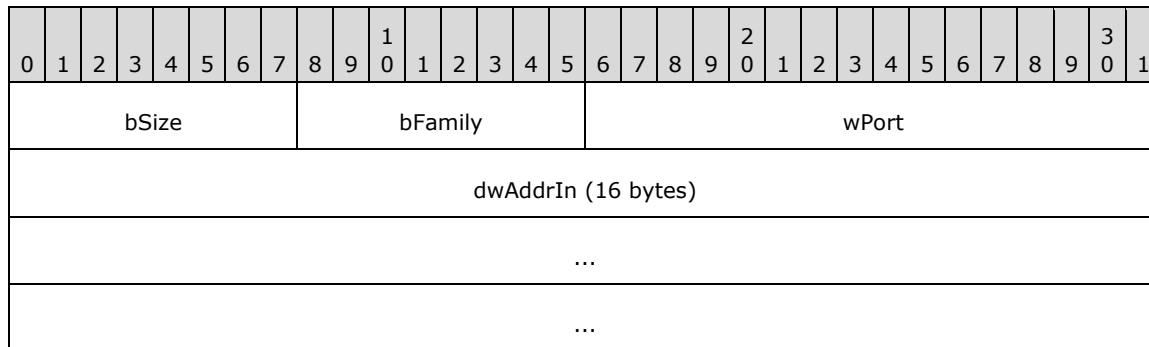 1 2 3
0 1 2 3 4 5 6 7 8 9 0 1 2 3 4 5 6 7 8 9 0 1 2 3 4 5 6 7 8 9 0 1
bSize bFamily wPort
dwAddrIn (16 bytes)
...
...